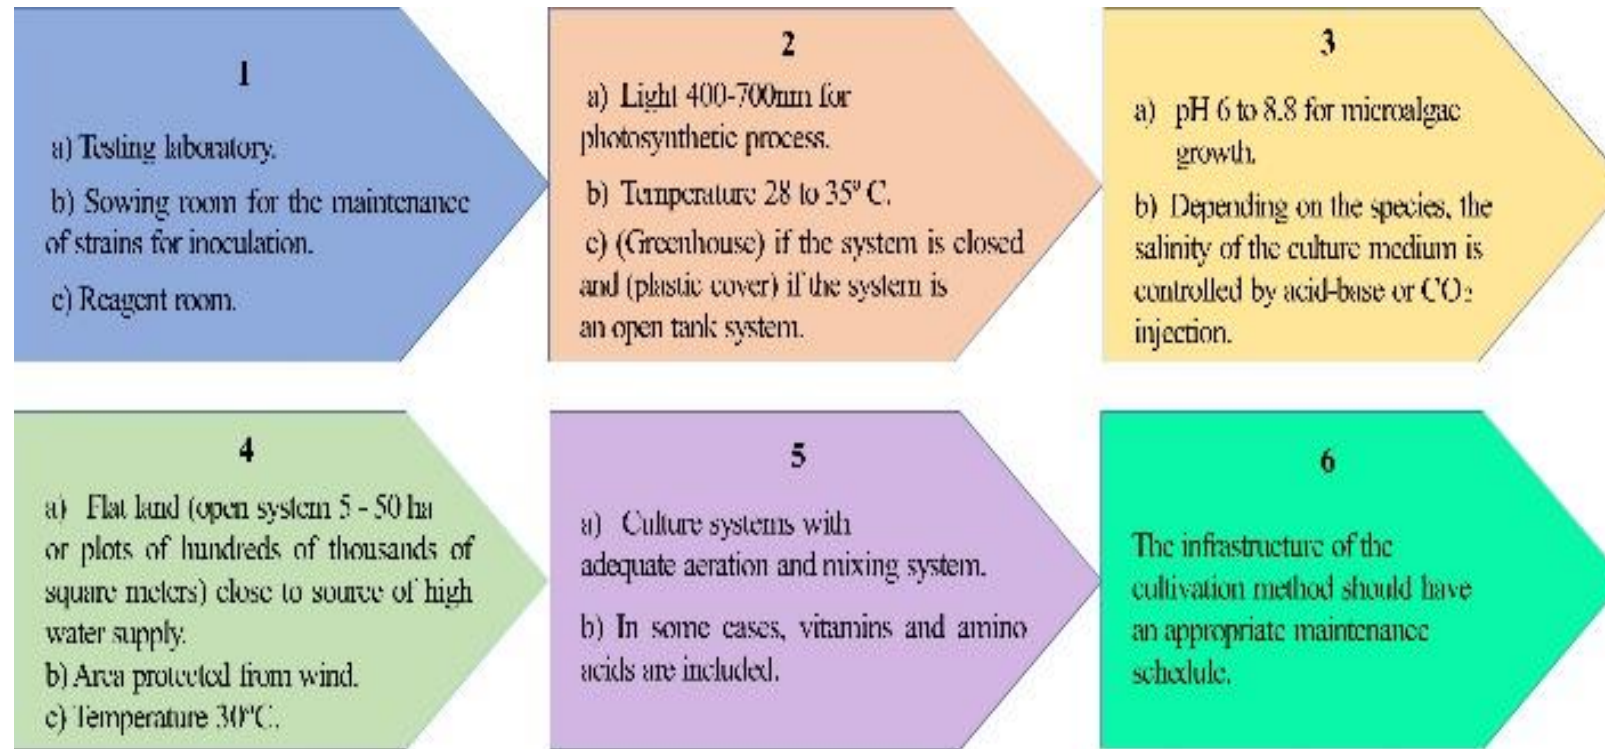 1
a) Testing laboratory.
b) Sowing room for the maintenance
of strains for inoculation.
c) Reagent room.
2
a) Light 400-700nm for
photosynthetic process.
b) Temperature 28 to 35º C.
c) (Greenhouse) if the system is closed
and (plastic cover) if the system is
an open tank system.
3
a) pH 6 to 8.8 for microalgae
growth.
b) Depending on the species, the
salinity of the culture medium is
controlled by acid-base or CO₂
injection.
4
a) Flat land (open system 5 - 50 ha
or plots of hundreds of thousands of
square meters) close to source of high
water supply.
b) Area protected from wind.
c) Temperature 30ºC.
5
a) Culture systems with
adequate aeration and mixing system.
b) In some cases, vitamins and amino
acids are included.
6
The infrastructure of the
cultivation method should have
an appropriate maintenance
schedule.